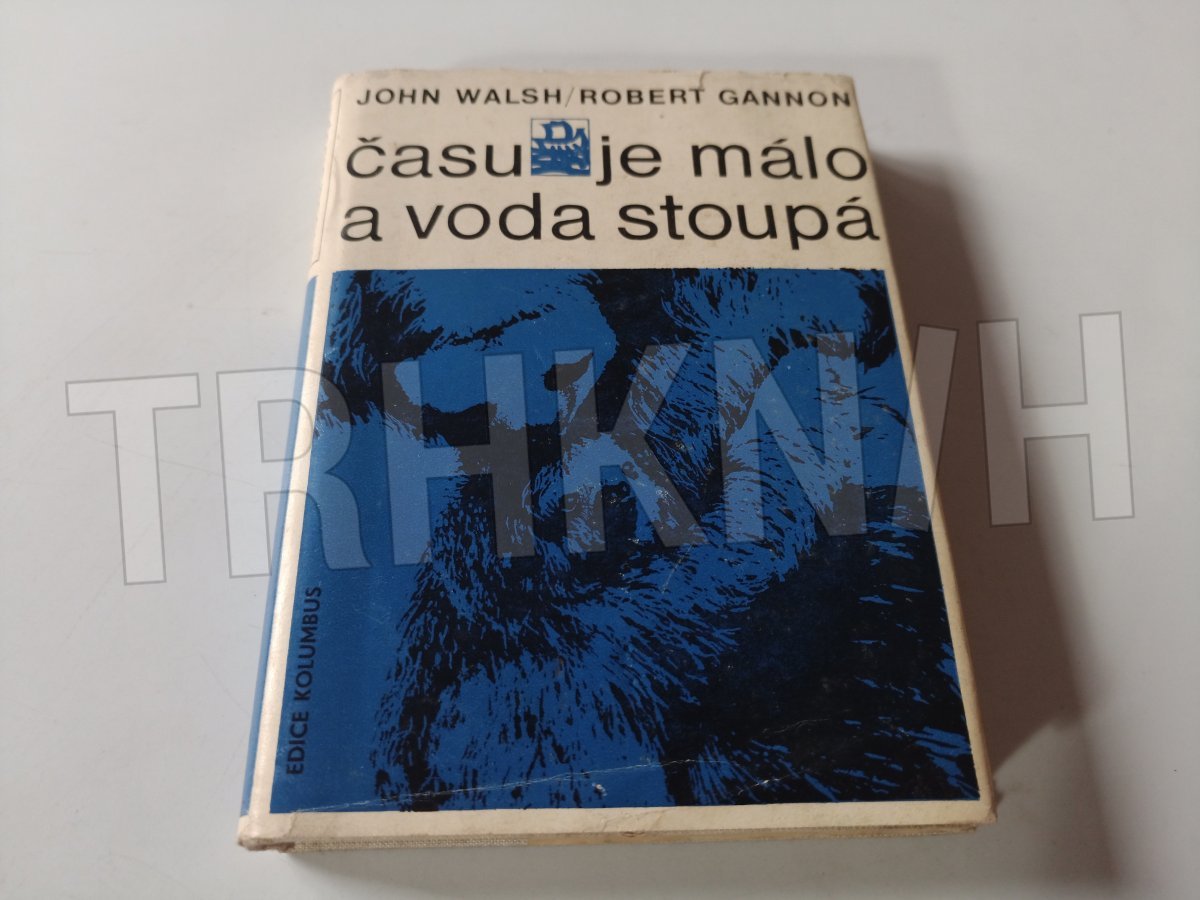 JOHN WALSH/ROBERT GANNON
času je málo
a voda stoupá
EDICE KOLUMBUS
TRHKNIH